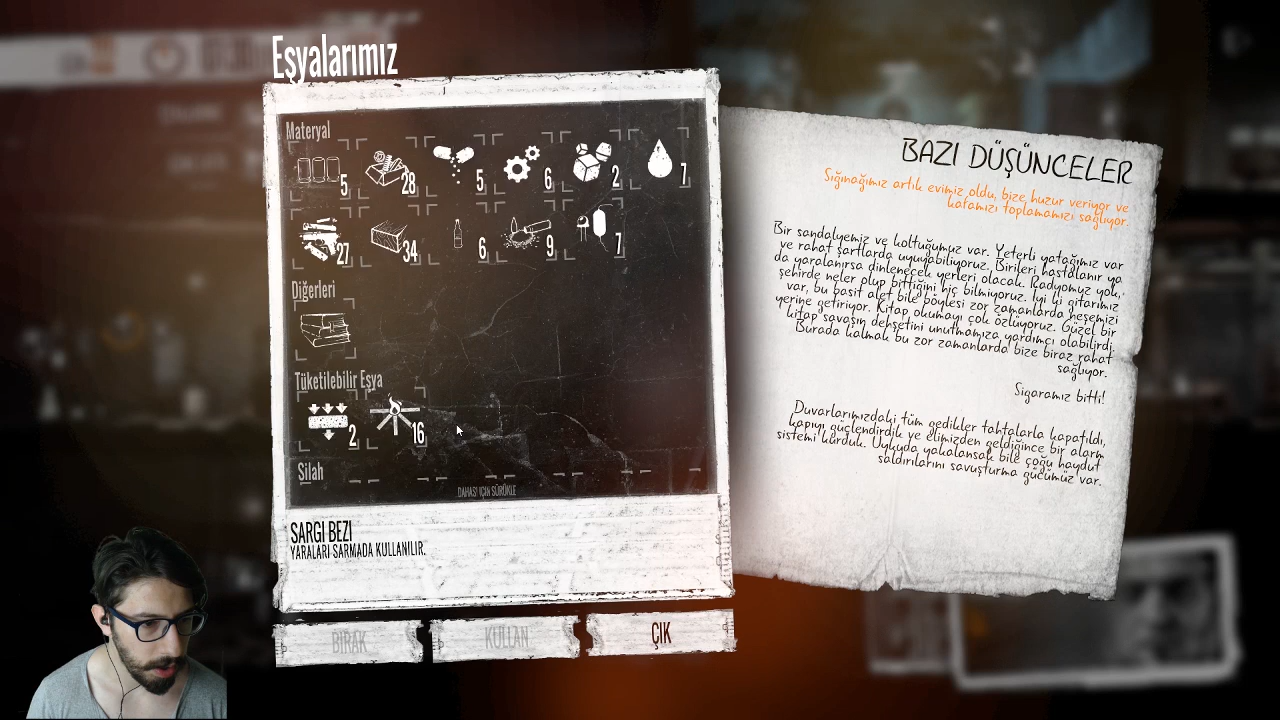 Eşyalarımız
Materyal
5
28
5
6
2
7
27
34
6
9
7
Diğerleri
Tüketilebilir Eşya
2
16
Silah
DAHASI İÇİN SÜRÜKLE
SARGI BEZİ
YARALARI SARMADA KULLANILIR.
BIRAK
KULLAN
ÇIK
BAZI DÜŞÜNCELER
Sığınağımız artık evimiz oldu, bize huzur veriyor ve
kafamızı toplamamızı sağlıyor.
Bir sandalyemiz ve koltuğumuz var. Yeterli yatağımız var
ve rahat şartlarda uyuyabiliyoruz. Birileri hastalanır ya
da yaralanırsa dinlenecek yerleri olacak. Radyomuz yok,
şehirde neler olup bittiğini hiç bilmiyoruz. İyi ki gitarımız
var, bu basit alet bile böylesi zor zamanlarda neşemizi
yerine getiriyor. Kitap okumayı çok özlüyoruz. Güzel bir
kitap savaşın dehşetini unutmamıza yardımcı olabilirdi.
Burada kalmak bu zor zamanlarda bize biraz rahat
sağlıyor.
Sigaramız bitti!
Duvarlarımızdaki tüm gedikler tahtalarla kapatıldı,
kapıyı güçlendirdik ve elimizden geldiğince bir alarm
sistemi kurduk. Uykuda yakalansak bile çoğu haydut
saldırılarını savuşturma gücümüz var.